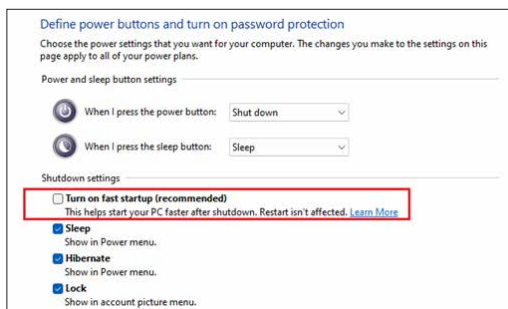 Define power buttons and turn on password protection
Choose the power settings that you want for your computer. The changes you make to the settings on this
page apply to all of your power plans.
Power and sleep button settings
When I press the power button: Shut down
When I press the sleep button: Sleep
Shutdown settings
Turn on fast startup (recommended)
This helps start your PC faster after shutdown. Restart isn't affected. Learn More
Sleep
Show in Power menu.
Hibernate
Show in Power menu.
Lock
Show in account picture menu.